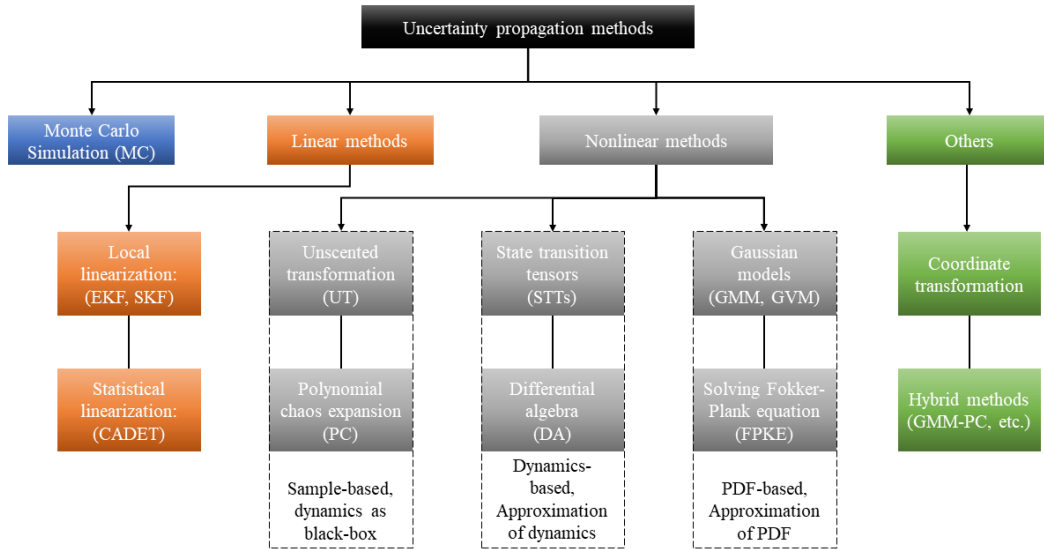 Uncertainty propagation methods
Monte Carlo
Simulation (MC)
Linear methods
Nonlinear methods
Others
Local
linearization:
(EKF, SKF)
Unscented
transformation
(UT)
State transition
tensors
(STTs)
Gaussian
models
(GMM, GVM)
Coordinate
transformation
Statistical
linearization:
(CADET)
Polynomial
chaos expansion
(PC)
Differential
algebra
(DA)
Solving Fokker-
Plank equation
(FPKE)
Hybrid methods
(GMM-PC, etc.)
Sample-based,
dynamics as
black-box
Dynamics-
based,
Approximation
of dynamics
PDF-based,
Approximation
of PDF